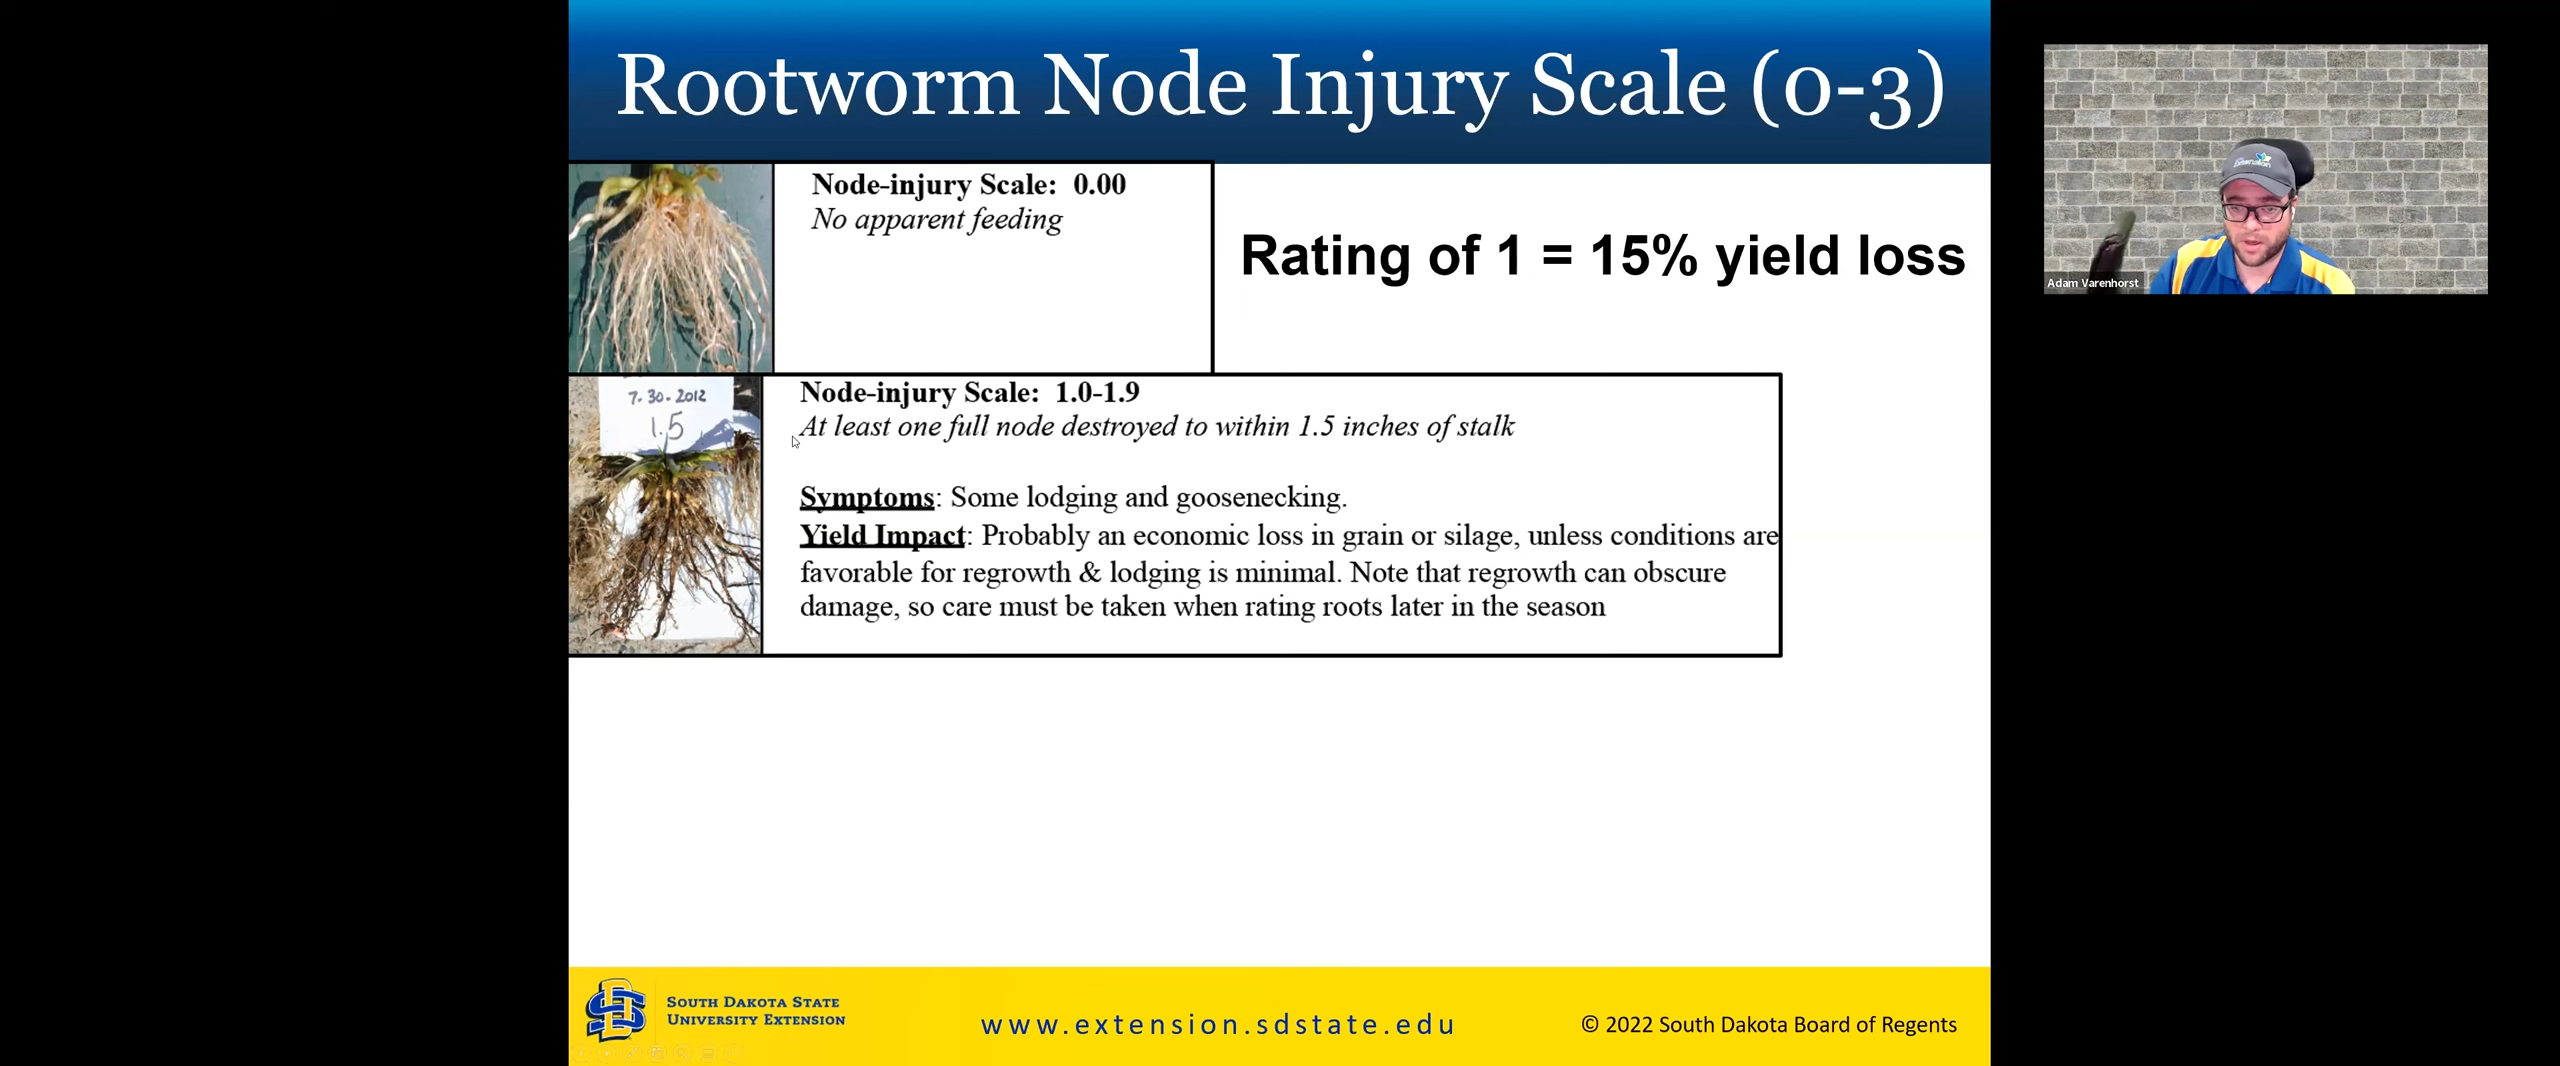 Rootworm Node Injury Scale (0-3)
Node-injury Scale: 0.00
No apparent feeding
Rating of 1 = 15% yield loss
Adam Varenhorst
Extension
7.30.2012
1.5
Node-injury Scale: 1.0-1.9
At least one full node destroyed to within 1.5 inches of stalk
Symptoms: Some lodging and goosenecking.
Yield Impact: Probably an economic loss in grain or silage, unless conditions are
favorable for regrowth & lodging is minimal. Note that regrowth can obscure
damage, so care must be taken when rating roots later in the season
SOUTH DAKOTA STATE
UNIVERSITY EXTENSION
www.extension.sdstate.edu
© 2022 South Dakota Board of Regents